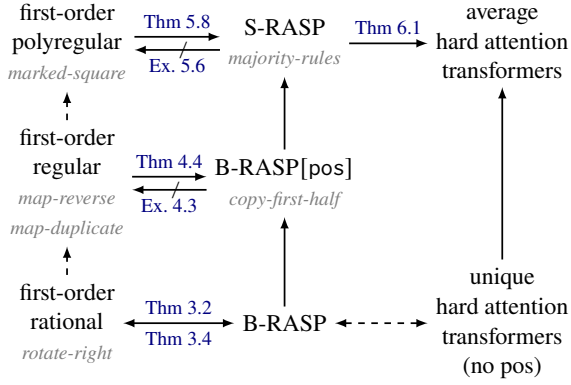 first-order
polyregular
marked-square
Thm 5.8
Ex. 5.6
S-RASP
majority-rules
Thm 6.1
average
hard attention
transformers
first-order
regular
map-reverse
map-duplicate
Thm 4.4
Ex. 4.3
B-RASP[pos]
copy-first-half
first-order
rational
rotate-right
Thm 3.2
Thm 3.4
B-RASP
unique
hard attention
transformers
(no pos)